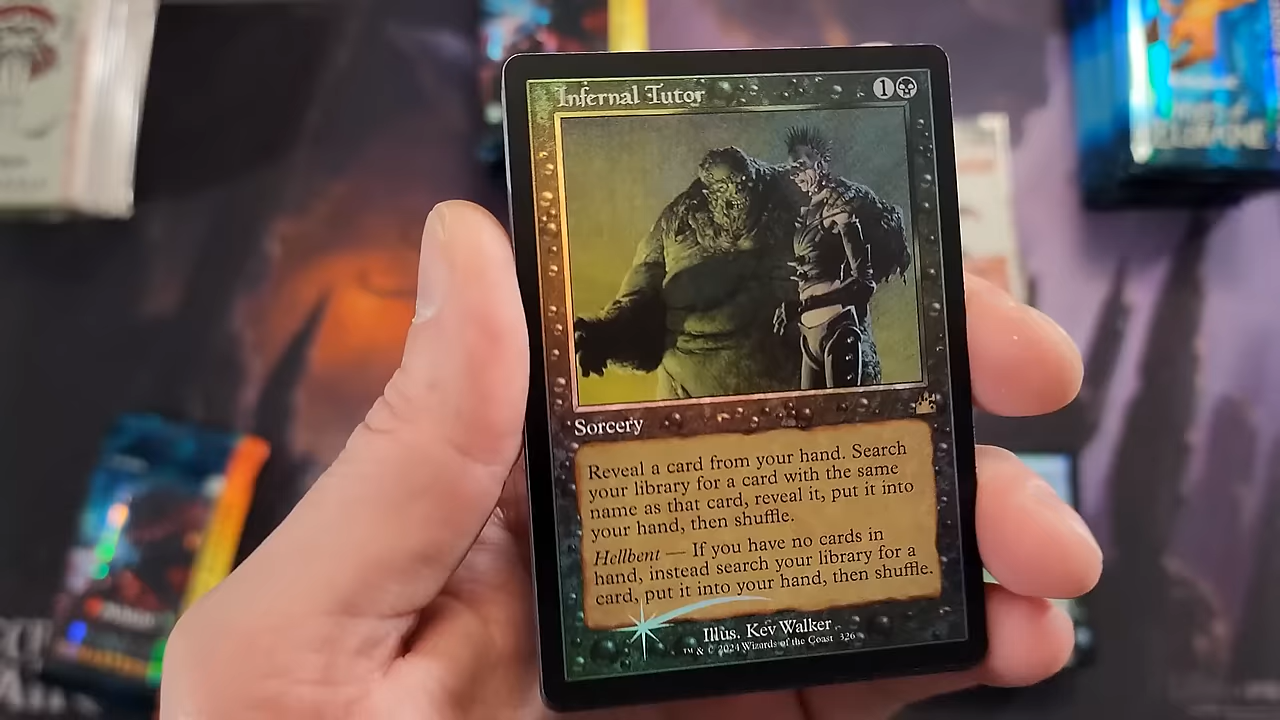 Infernal Tutor
1
Sorcery
Reveal a card from your hand. Search
your library for a card with the same
name as that card, reveal it, put it into
your hand, then shuffle.
Hellbent — If you have no cards in
hand, instead search your library for a
card, put it into your hand, then shuffle.
Illus. Kev Walker
™ & © 2024 Wizards of the Coast 326